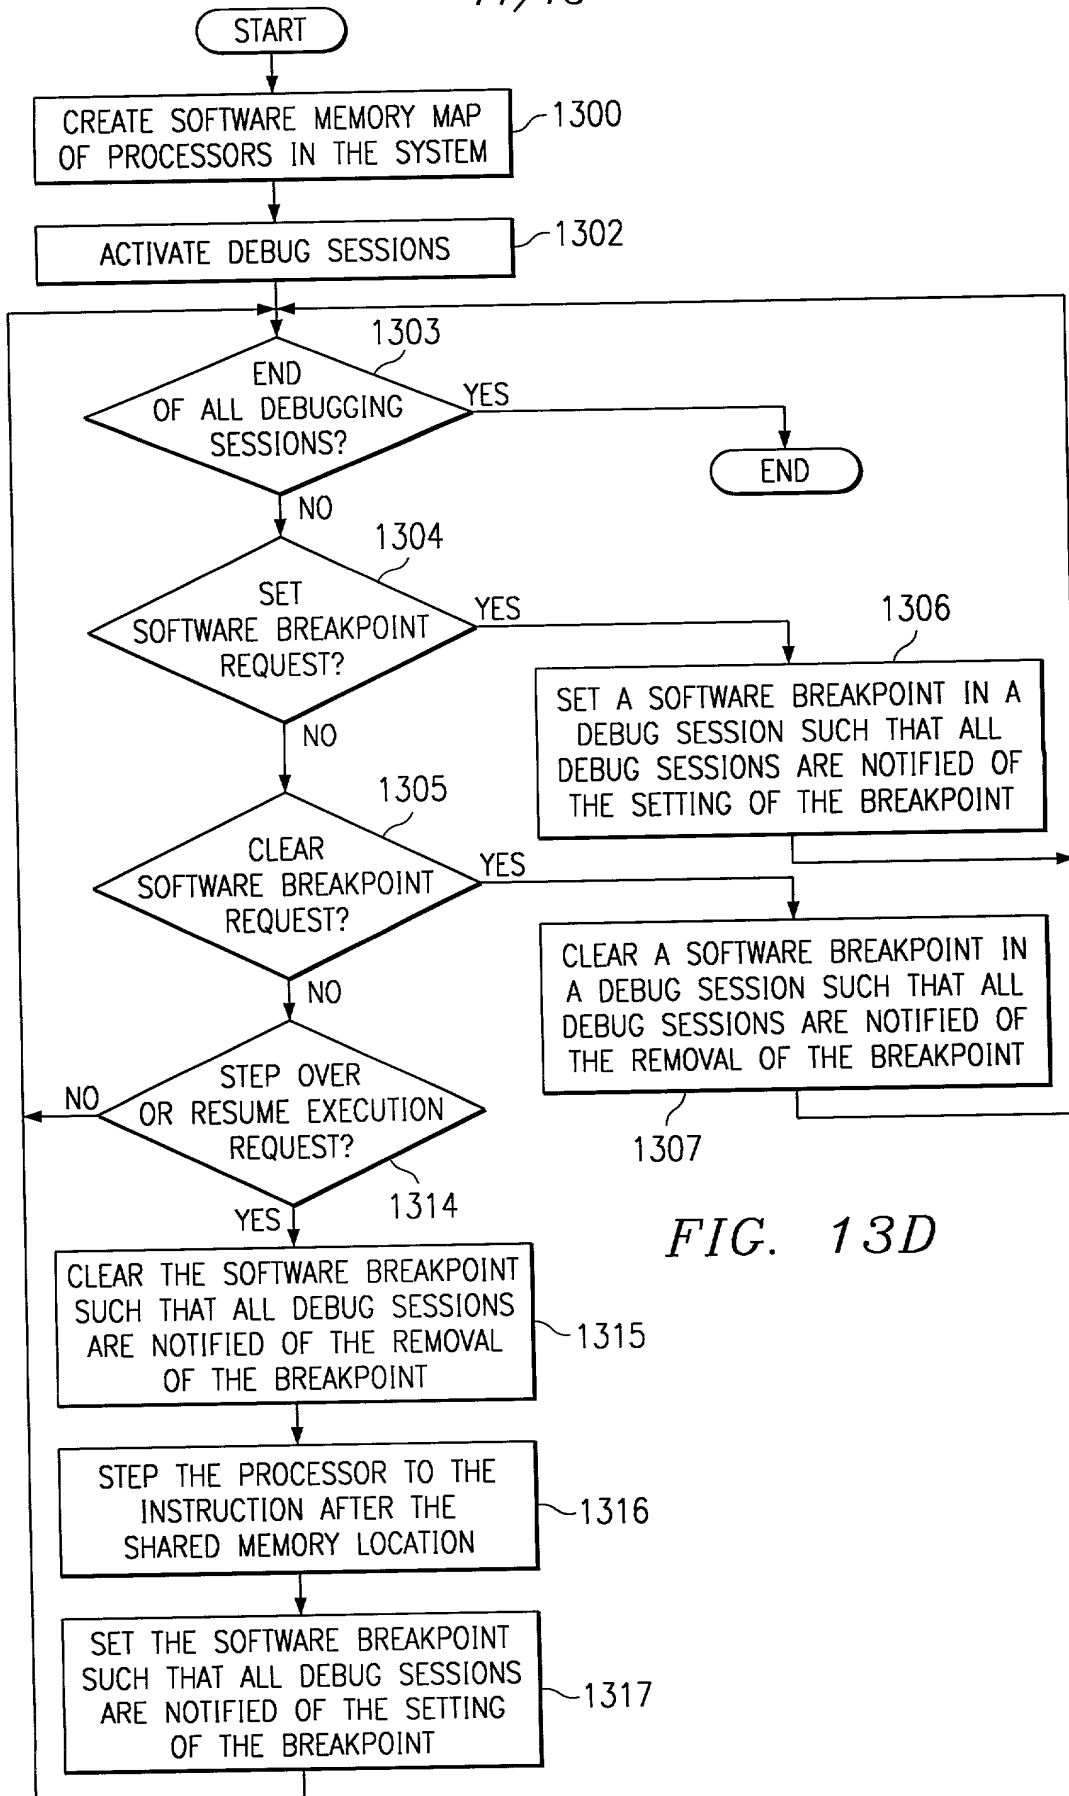 START
CREATE SOFTWARE MEMORY MAP
OF PROCESSORS IN THE SYSTEM
1300
ACTIVATE DEBUG SESSIONS
1302
1303
END
OF ALL DEBUGGING
SESSIONS?
YES
END
NO
1304
SET
SOFTWARE BREAKPOINT
REQUEST?
YES
1306
SET A SOFTWARE BREAKPOINT IN A
DEBUG SESSION SUCH THAT ALL
DEBUG SESSIONS ARE NOTIFIED OF
THE SETTING OF THE BREAKPOINT
NO
1305
CLEAR
SOFTWARE BREAKPOINT
REQUEST?
YES
CLEAR A SOFTWARE BREAKPOINT IN
A DEBUG SESSION SUCH THAT ALL
DEBUG SESSIONS ARE NOTIFIED OF
THE REMOVAL OF THE BREAKPOINT
1307
NO
STEP OVER
OR RESUME EXECUTION
REQUEST?
NO
1314
YES
FIG. 13D
CLEAR THE SOFTWARE BREAKPOINT
SUCH THAT ALL DEBUG SESSIONS
ARE NOTIFIED OF THE REMOVAL
OF THE BREAKPOINT
1315
STEP THE PROCESSOR TO THE
INSTRUCTION AFTER THE
SHARED MEMORY LOCATION
1316
SET THE SOFTWARE BREAKPOINT
SUCH THAT ALL DEBUG SESSIONS
ARE NOTIFIED OF THE SETTING
OF THE BREAKPOINT
1317